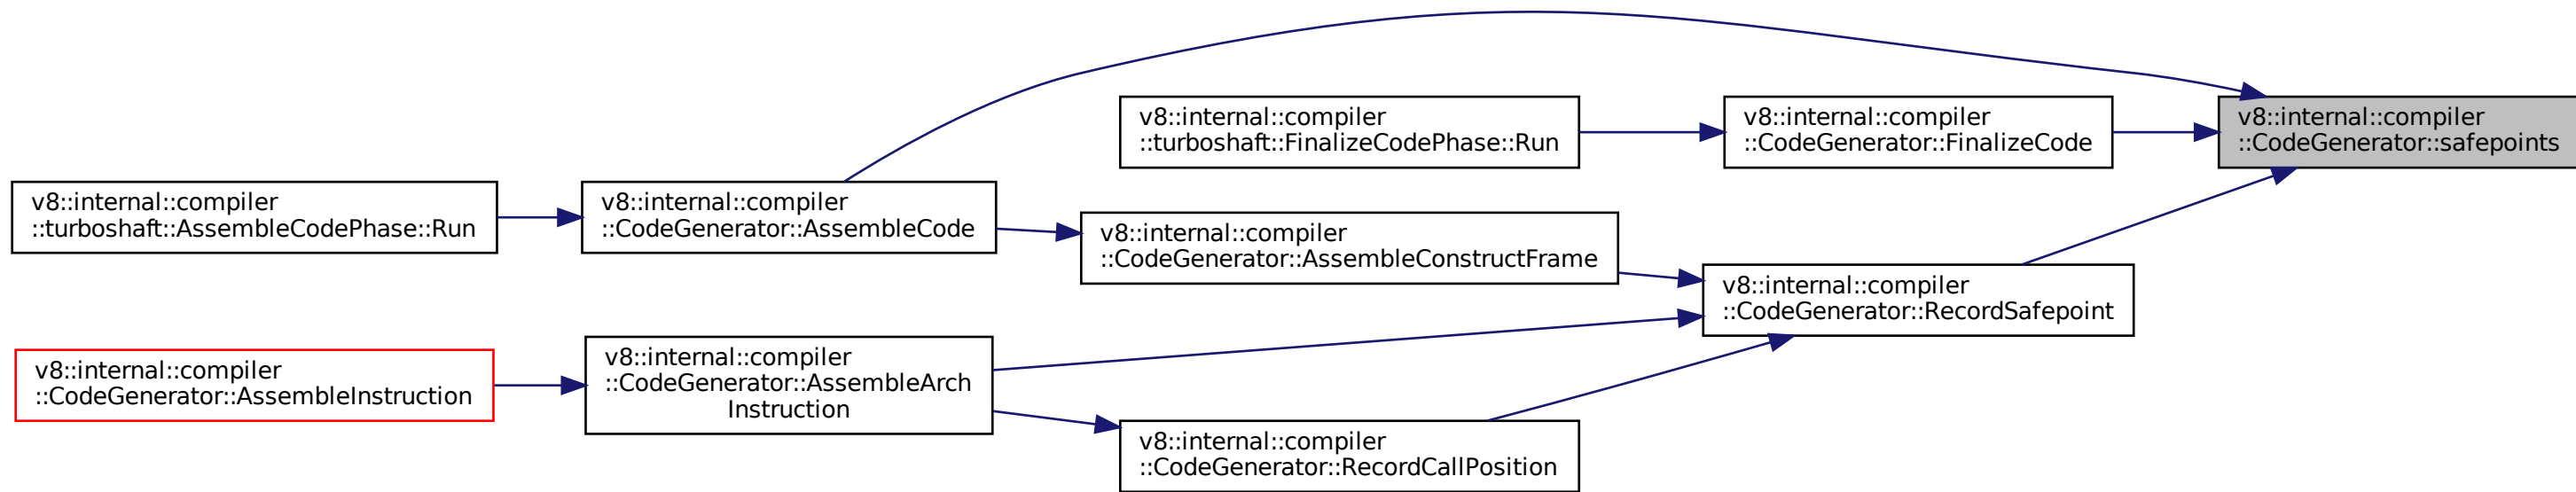 v8::internal::compiler
::turboshaft::FinalizeCodePhase::Run
v8::internal::compiler
::CodeGenerator::FinalizeCode
v8::internal::compiler
::CodeGenerator::safepoints
v8::internal::compiler
::turboshaft::AssembleCodePhase::Run
v8::internal::compiler
::CodeGenerator::AssembleCode
v8::internal::compiler
::CodeGenerator::AssembleConstructFrame
v8::internal::compiler
::CodeGenerator::RecordSafepoint
v8::internal::compiler
::CodeGenerator::AssembleInstruction
v8::internal::compiler
::CodeGenerator::AssembleArch
Instruction
v8::internal::compiler
::CodeGenerator::RecordCallPosition